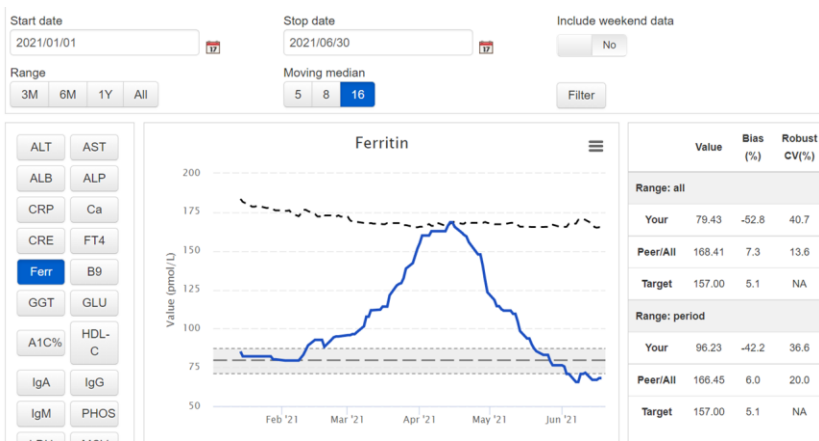 Start date
2021/01/01
Stop date
2021/06/30
Include weekend data
No
Range
3M 6M 1Y All
Moving median
5 8 16
Filter
ALT AST
ALB ALP
CRP Ca
CRE FT4
Ferr B9
GGT GLU
A1C% HDL-
C
IgA IgG
IgM PHOS
Ferritin
Value (pmol/L)
200
175
150
125
100
75
50
Feb '21 Mar '21 Apr '21 May '21 Jun '21
Value Bias (%) Robust CV(%)
Range: all
Your 79.43 -52.8 40.7
Peer/All 168.41 7.3 13.6
Target 157.00 5.1 NA
Range: period
Your 96.23 -42.2 36.6
Peer/All 166.45 6.0 20.0
Target 157.00 5.1 NA